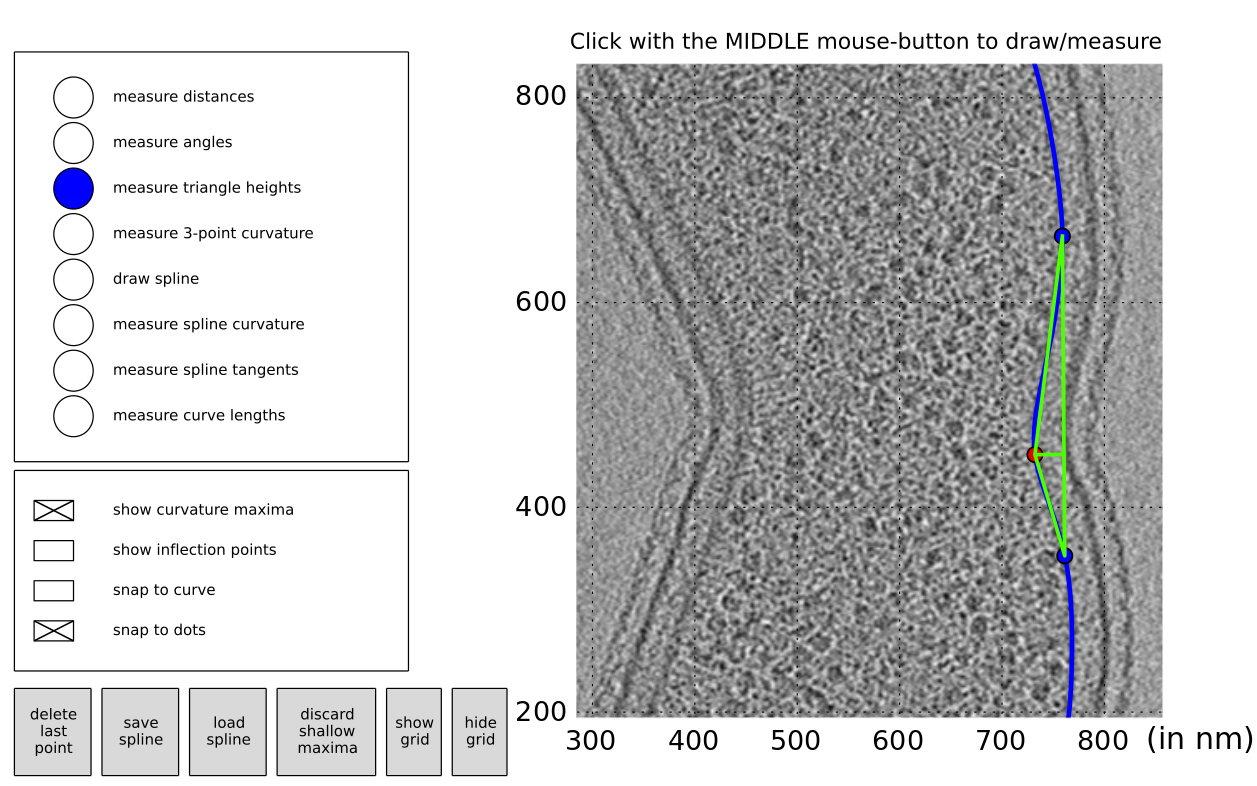 Click with the MIDDLE mouse-button to draw/measure
measure distances
measure angles
measure triangle heights
measure 3-point curvature
draw spline
measure spline curvature
measure spline tangents
measure curve lengths
show curvature maxima
show inflection points
snap to curve
snap to dots
delete
last
point
save
spline
load
spline
discard
shallow
maxima
show
grid
hide
grid
800
600
400
200
300 400 500 600 700 800 (in nm)